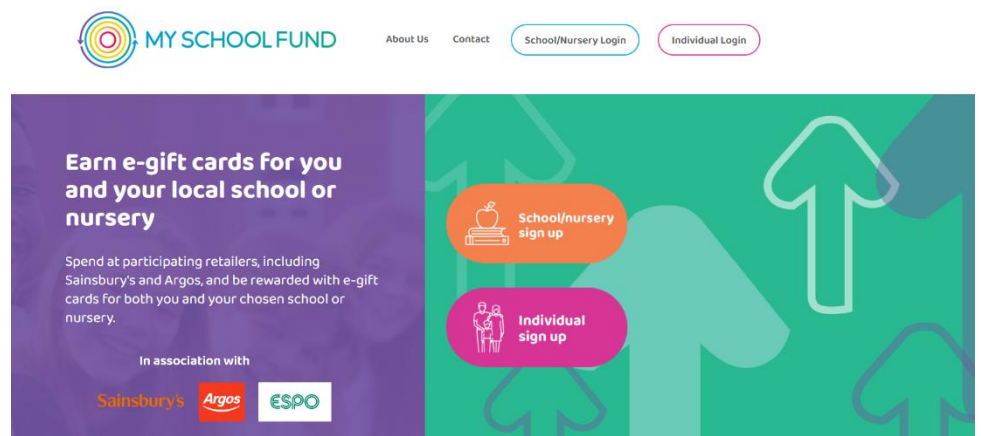 MY SCHOOL FUND
About Us
Contact
School/Nursery Login
Individual Login
Earn e-gift cards for you
and your local school or
nursery
Spend at participating retailers, including
Sainsbury's and Argos, and be rewarded with e-gift
cards for both you and your chosen school or
nursery.
In association with
Sainsbury's
Argos
ESPO
School/nursery
sign up
Individual
sign up